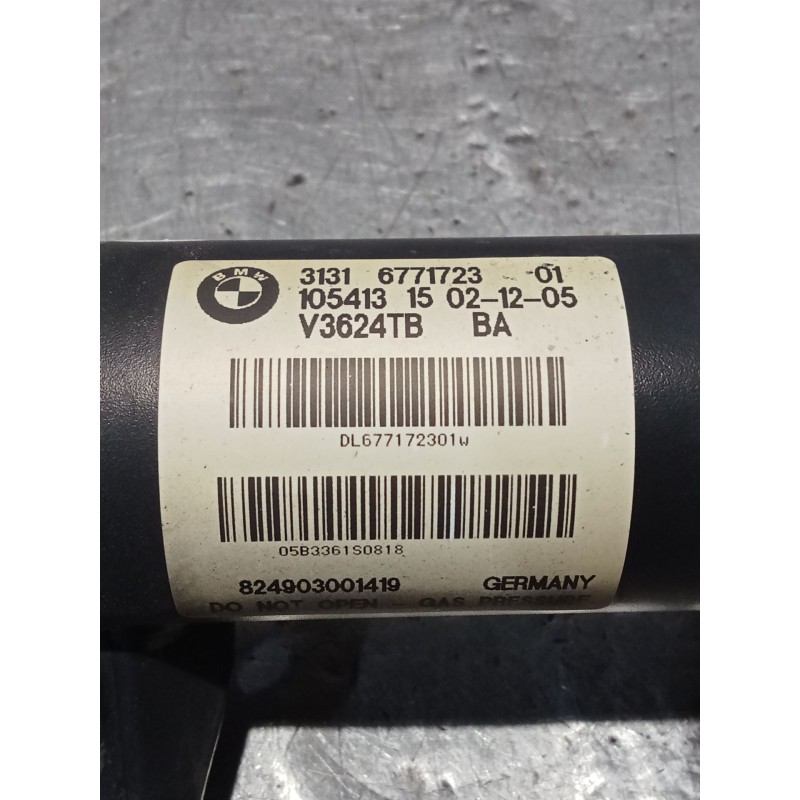 BMW
3131 6771723 01
105413 15 02-12-05
V3624TB BA
DL677172301w
05B3361S0818
824903001419 GERMANY
DO NOT OPEN - GAS PRESSURE